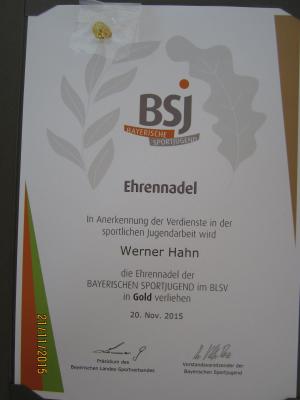 BSj
BAYERISCHE
SPORTJUGEND
Ehrennadel
In Anerkennung der Verdienste in der
sportlichen Jugendarbeit wird
Werner Hahn
die Ehrennadel der
BAYERISCHEN SPORTJUGEND im BLSV
in Gold verliehen
20. Nov. 2015
Präsidium des
Bayerischen Landes-Sportverbandes
Vorstandsvorsitzender der
Bayerischen Sportjugend
21/11/2015